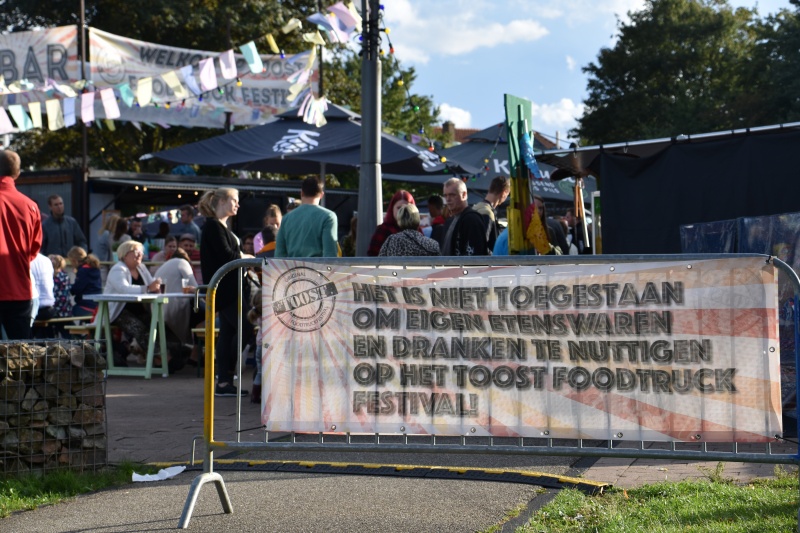 BAR
WELKOM
TOOST
HET IS NIET TOEGESTAAN
OM EIGEN ETENSWAREN
EN DRANKEN TE NUTTIGEN
OP HET TOOST FOODTRUCK
FESTIVAL!